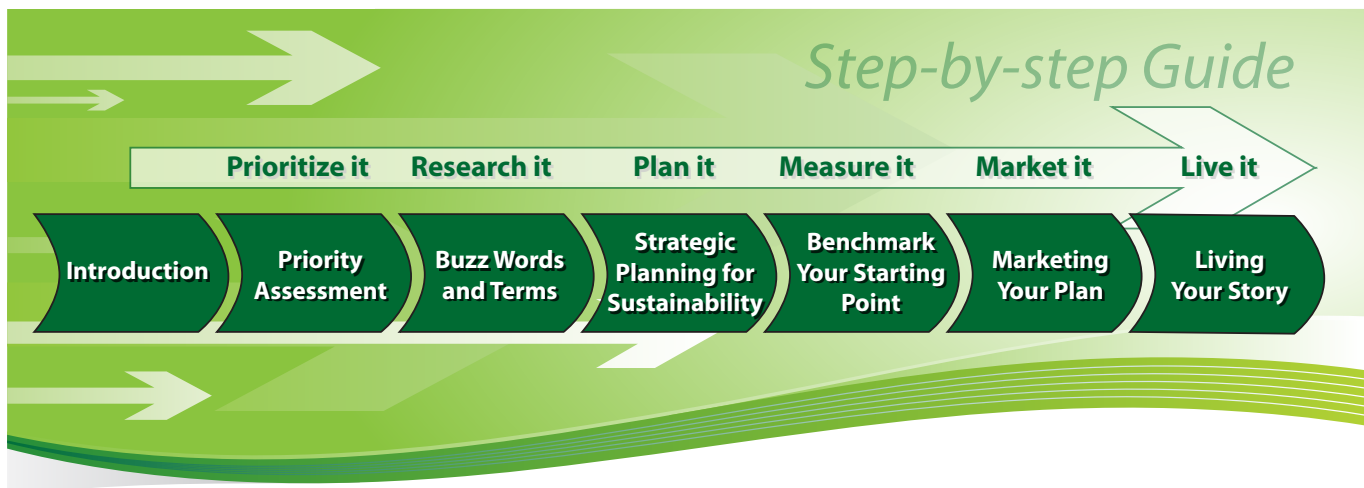 Step-by-step Guide
Prioritize it Research it Plan it Measure it Market it Live it
Introduction
Priority
Assessment
Buzz Words
and Terms
Strategic
Planning for
Sustainability
Benchmark
Your Starting
Point
Marketing
Your Plan
Living
Your Story